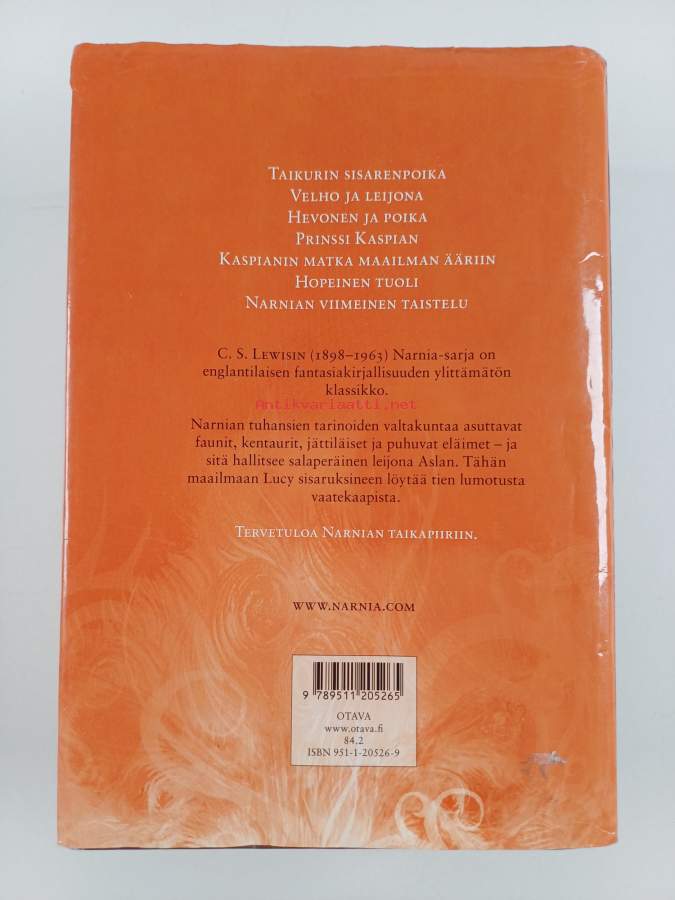 Taikurin sisarenpoika
Velho ja leijona
Hevonen ja poika
Prinssi Kaspian
Kaspianin matka maailman ääriin
Hopeinen tuoli
Narnian viimeinen taistelu
C. S. Lewisin (1898–1963) Narnia-sarja on
englantilaisen fantasiakirjallisuuden ylittämätön
klassikko.
Antikvariaatti.net
Narnian tuhansien tarinoiden valtakuntaa asuttavat
faunit, kentaurit, jättiläiset ja puhuvat eläimet – ja
sitä hallitsee salaperäinen leijona Aslan. Tähän
maailmaan Lucy sisaruksineen löytää tien lumotusta
vaatekaapista.
Tervetuloa Narnian taikapiiriin.
www.narnia.com
9 789511 205265
OTAVA
www.otava.fi
84.2
ISBN 951-1-20526-9